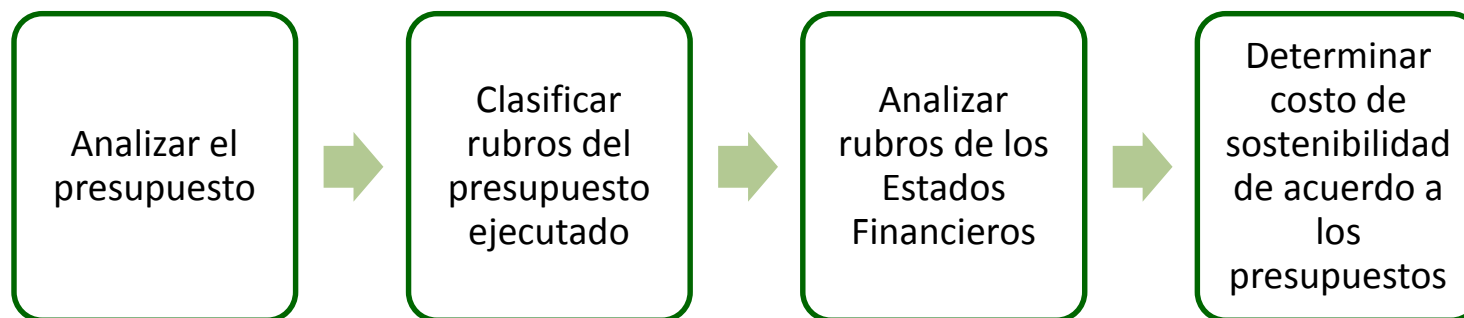 Analizar el
presupuesto
Clasificar
rubros del
presupuesto
ejecutado
Analizar
rubros de los
Estados
Financieros
Determinar
costo de
sostenibilidad
de acuerdo a
los
presupuestos